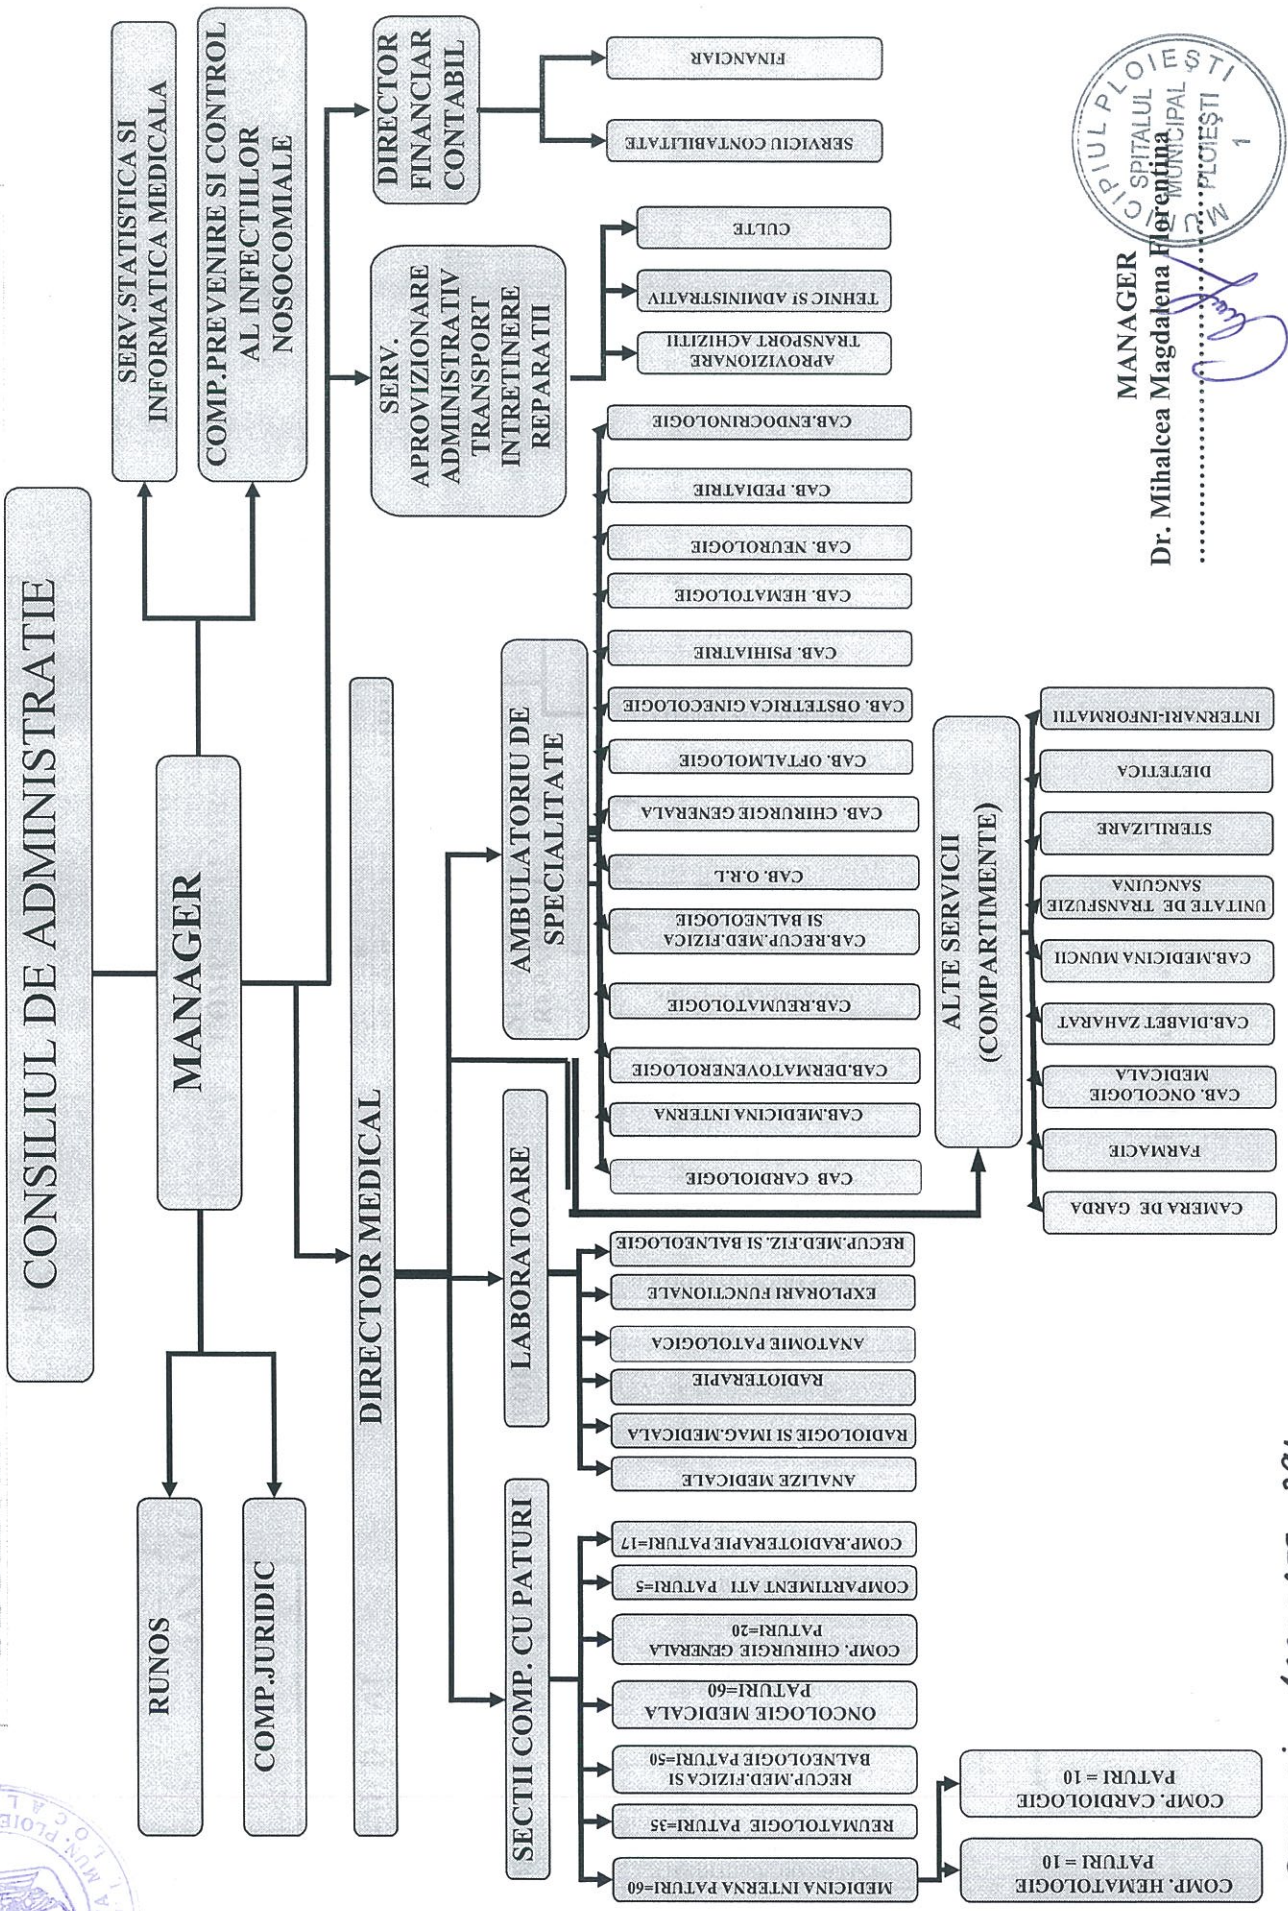 CONSILIUL DE ADMINISTRATIE
MANAGER
RUNOS
COMP.JURIDIC
SERV.STATISTICA SI
INFORMATICA MEDICALA
COMP.PREVENIRE SI CONTROL
AL INFECTIILOR
NOSOCOMIALE
DIRECTOR MEDICAL
SERV.
APROVIZIONARE
ADMINISTRATIV
TRANSPORT
INTRETINERE
REPARATII
DIRECTOR
FINANCIAR
CONTABIL
SECTII COMP. CU PATURI
LABORATOARE
AMBULATORIU DE
SPECIALITATE
MEDICINA INTERNA PATURI=60
REUMATOLOGIE PATURI=35
RECUP.MED.FIZICA SI
BALNEOLOGIE PATURI=50
ONCOLOGIE MEDICALA
PATURI=60
COMP. CHIRURGIE GENERALA
PATURI=20
COMPARTIMENT ATI PATURI=5
COMP.RADIOTERAPIE PATURI=17
ANALIZE MEDICALE
RADIOLOGIE SI IMAG.MEDICALA
RADIOTERAPIE
ANATOMIE PATOLOGICA
EXPLORARI FUNCTIONALE
RECUP.MED.FIZ. SI BALNEOLOGIE
CAB CARDIOLOGIE
CAB.MEDICINA INTERNA
CAB.DERMATOVENEROLOGIE
CAB.REUMATOLOGIE
CAB.RECUP.MED.FIZICA
SI BALNEOLOGIE
CAB. O.R.L
CAB. CHIRURGIE GENERALA
CAB. OFTALMOLOGIE
CAB. OBSTETRICA GINECOLOGIE
CAB. PSIHIATRIE
CAB. HEMATOLOGIE
CAB. NEUROLOGIE
CAB. PEDIATRIE
CAB.ENDOCRINOLOGIE
APROVIZIONARE
TRANSPORT ACHIZITII
TEHNIC SI ADMINISTRATIV
CULTE
SERVICIU CONTABILITATE
FINANCIAR
COMP. HEMATOLOGIE
PATURI = 10
COMP. CARDIOLOGIE
PATURI = 10
ALTE SERVICII
(COMPARTIMENTE)
CAMERA DE GARDA
FARMACIE
CAB. ONCOLOGIE
MEDICALA
CAB.DIABET ZAHARAT
CAB.MEDICINA MUNCII
UNITATE DE TRANSFUZIE
SANGUINA
STERILIZARE
DIETETICA
INTERNARI-INFORMATII
MANAGER
Dr. Mihalcea Magdalena Florentina
MUNICIPIUL PLOIEȘTI
SPITALUL
MUNICIPAL
PLOIEȘTI
1